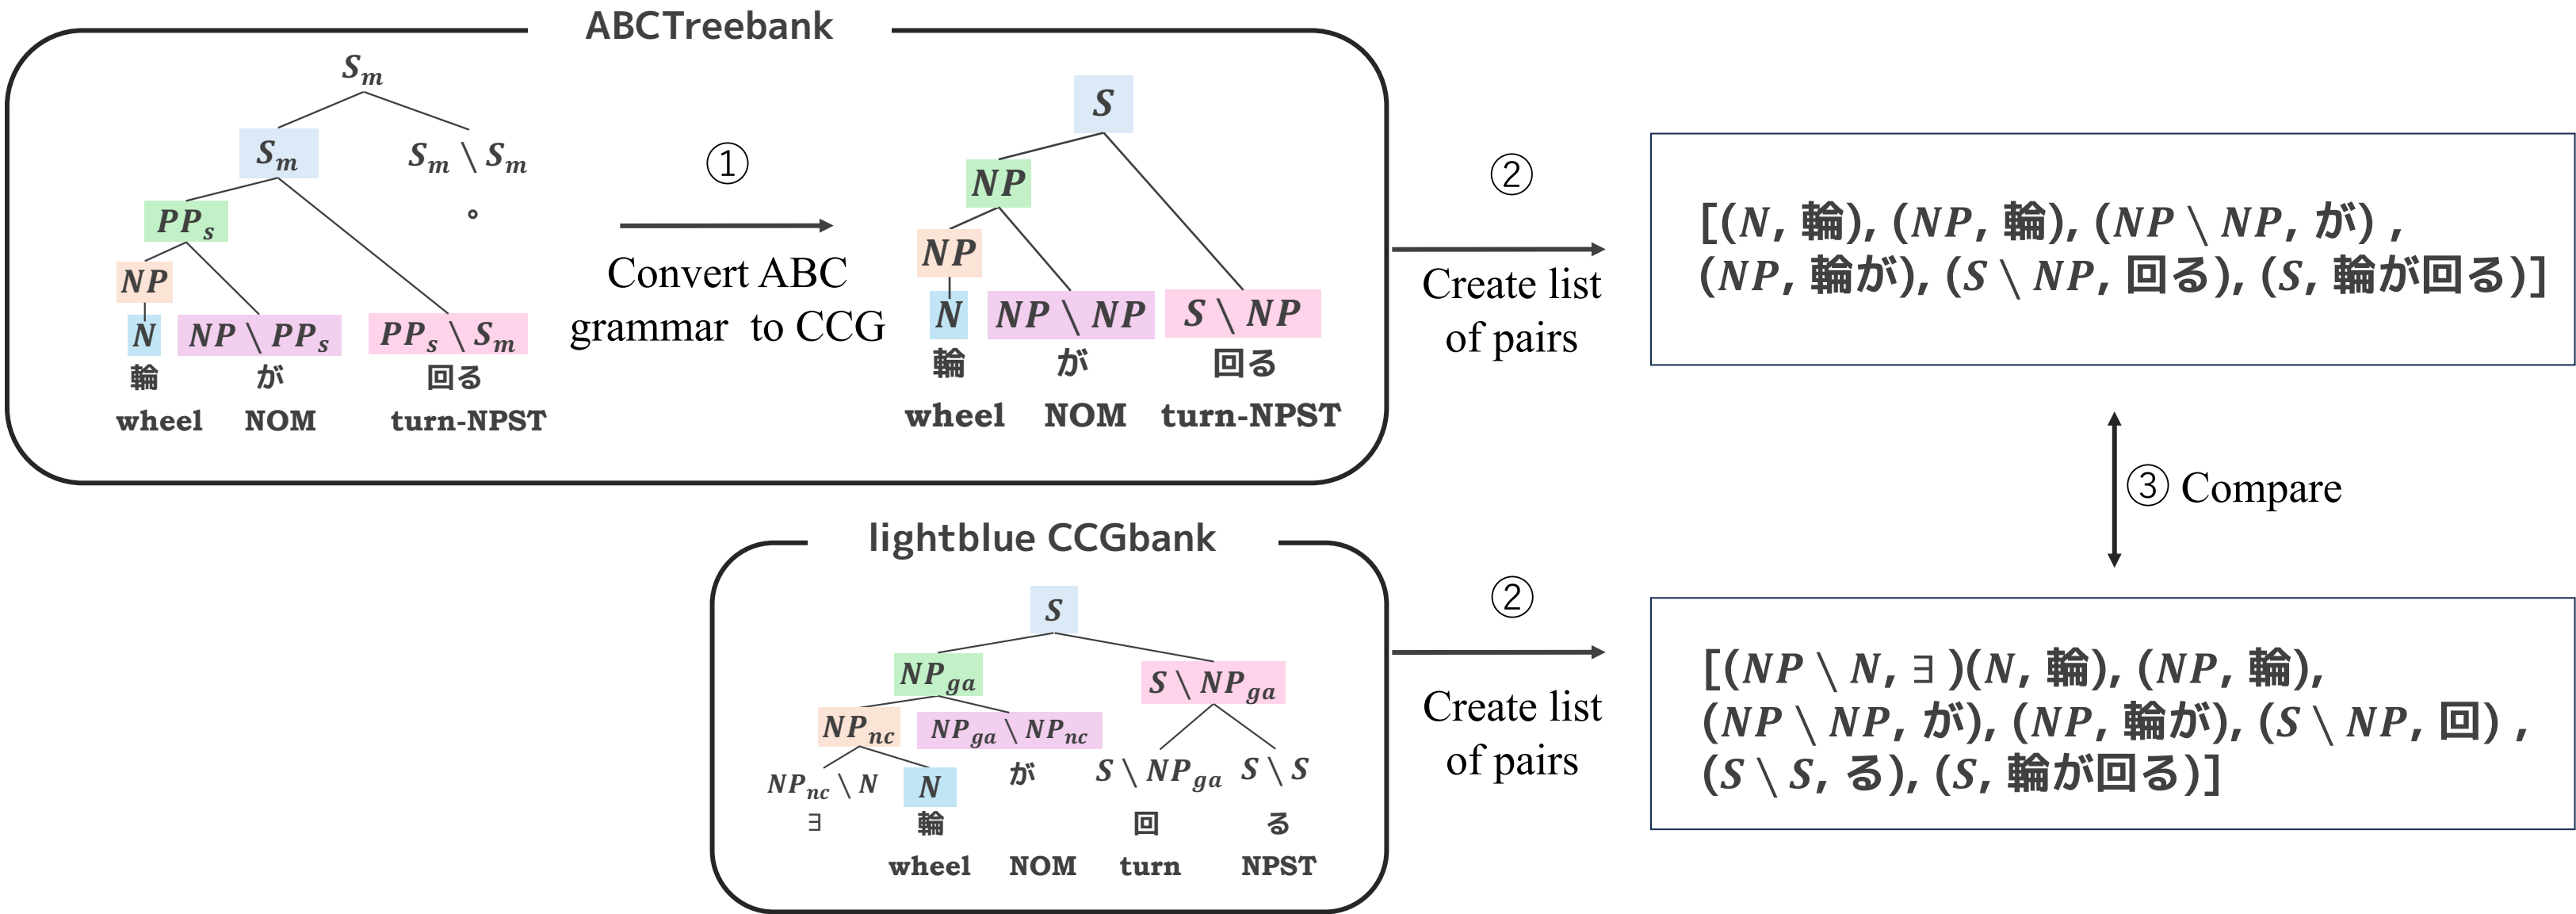 ABCTreebank
S_m
S_m S_m \ S_m
PP_s 。
NP
N NP \ PP_s PP_s \ S_m
輪 が 回る
wheel NOM turn-NPST
①
Convert ABC
grammar to CCG
S
NP
NP
N NP \ NP S \ NP
輪 が 回る
wheel NOM turn-NPST
②
Create list
of pairs
[(N, 輪), (NP, 輪), (NP \ NP, が) ,
(NP, 輪が), (S \ NP, 回る), (S, 輪が回る)]
③ Compare
lightblue CCGbank
S
NP_ga S \ NP_ga
NP_nc NP_ga \ NP_nc
NP_nc \ N N が S \ NP_ga S \ S
∃ 輪 回 る
wheel NOM turn NPST
②
Create list
of pairs
[(NP \ N, ∃ )(N, 輪), (NP, 輪),
(NP \ NP, が), (NP, 輪が), (S \ NP, 回) ,
(S \ S, る), (S, 輪が回る)]